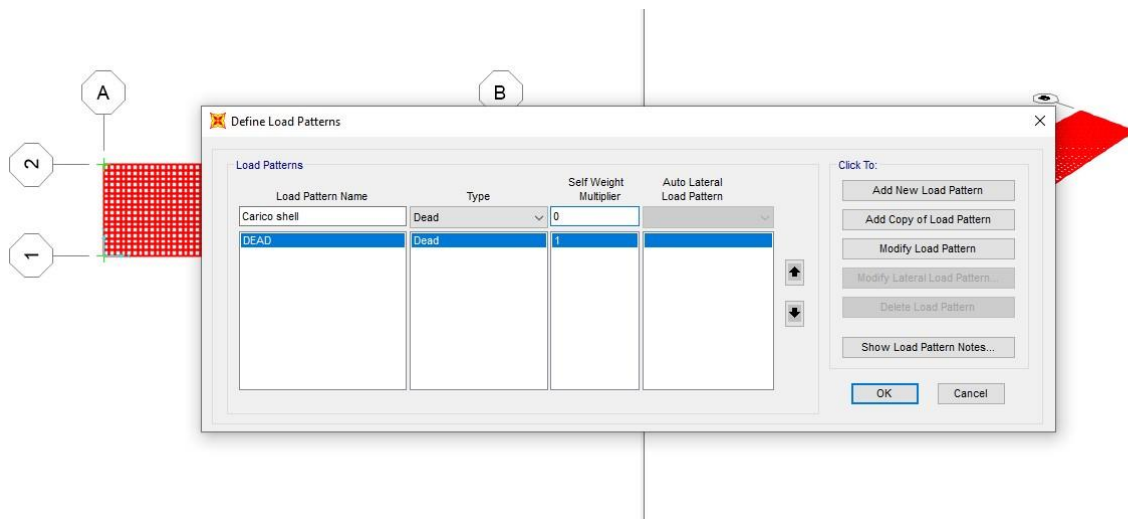 A
B
2
1
Define Load Patterns
Load Patterns
Click To:
Load Pattern Name
Type
Self Weight Multiplier
Auto Lateral Load Pattern
Carico shell
Dead
0
DEAD
Dead
1
Add New Load Pattern
Add Copy of Load Pattern
Modify Load Pattern
Modify Lateral Load Pattern...
Delete Load Pattern
Show Load Pattern Notes...
OK
Cancel